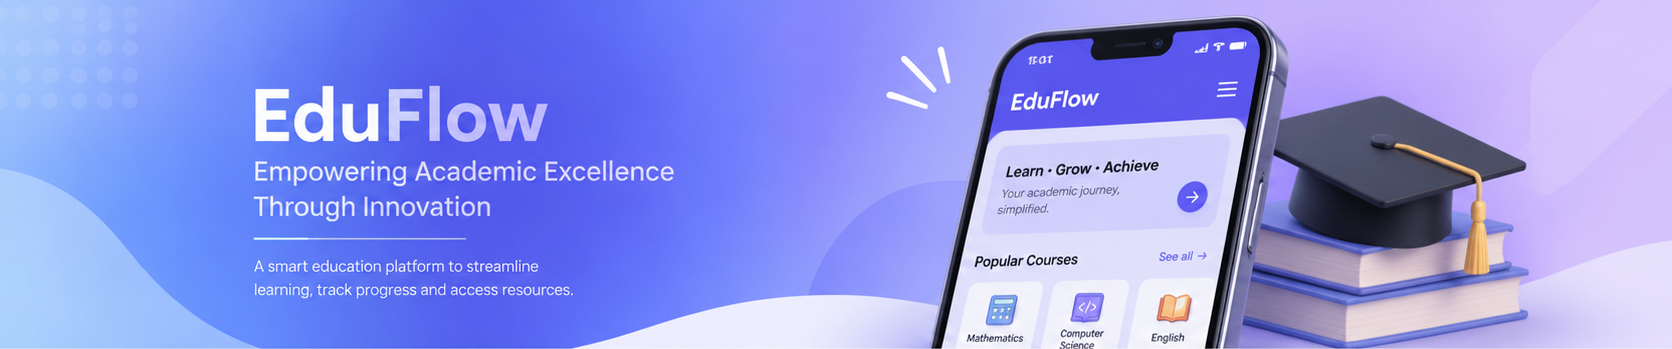 EduFlow
Empowering Academic Excellence
Through Innovation
A smart education platform to streamline
learning, track progress and access resources.
EduFlow
Learn • Grow • Achieve
Your academic journey,
simplified.
Popular Courses
See all →
Mathematics
Computer
Science
English